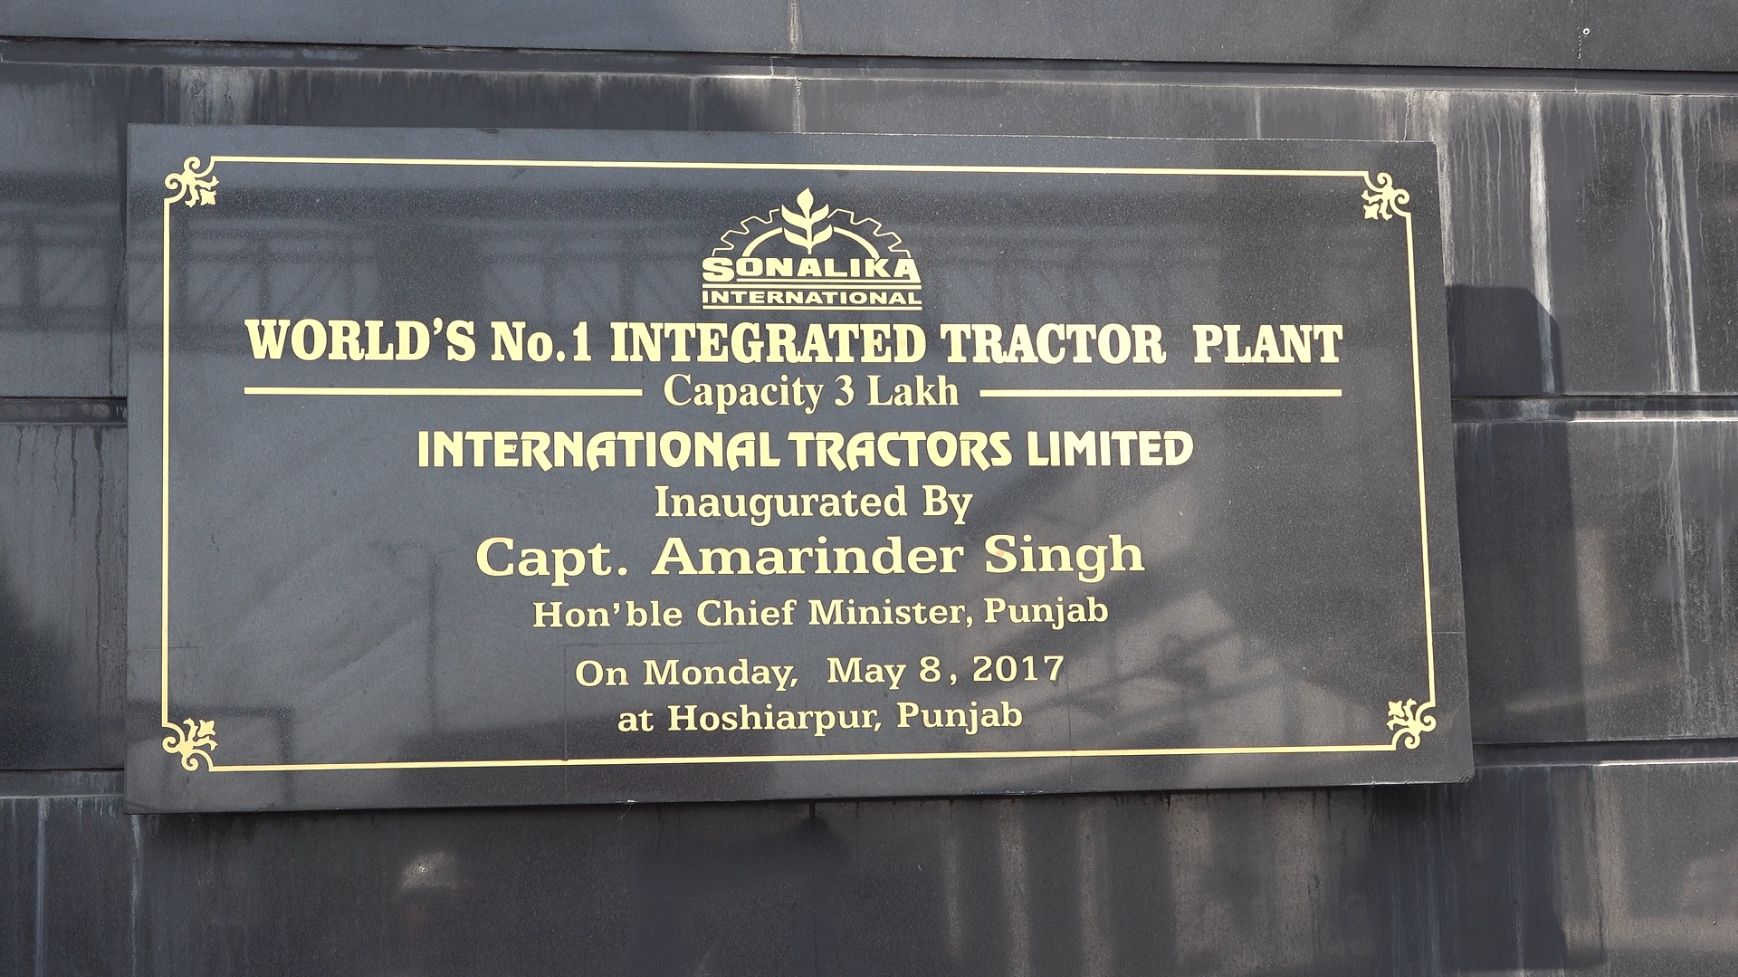 SONALIKA
INTERNATIONAL
WORLD'S No.1 INTEGRATED TRACTOR PLANT
Capacity 3 Lakh
INTERNATIONAL TRACTORS LIMITED
Inaugurated By
Capt. Amarinder Singh
Hon'ble Chief Minister, Punjab
On Monday, May 8, 2017
at Hoshiarpur, Punjab